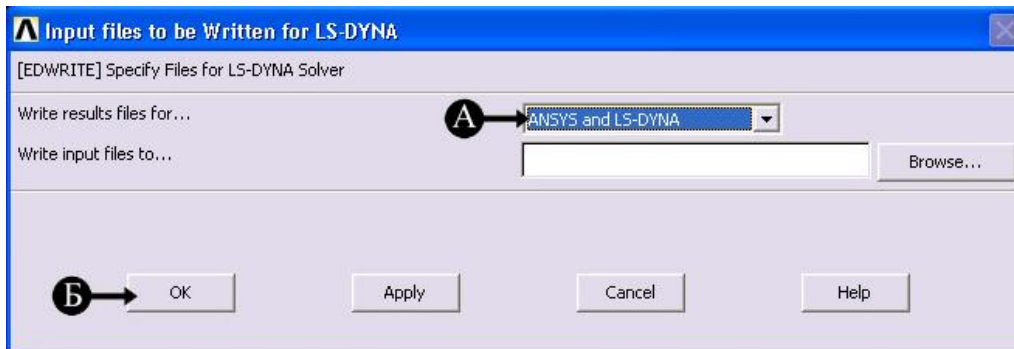 Input files to be Written for LS-DYNA
[EDWRITE] Specify Files for LS-DYNA Solver
Write results files for...
А
ANSYS and LS-DYNA
Write input files to...
Browse...
Б
OK
Apply
Cancel
Help